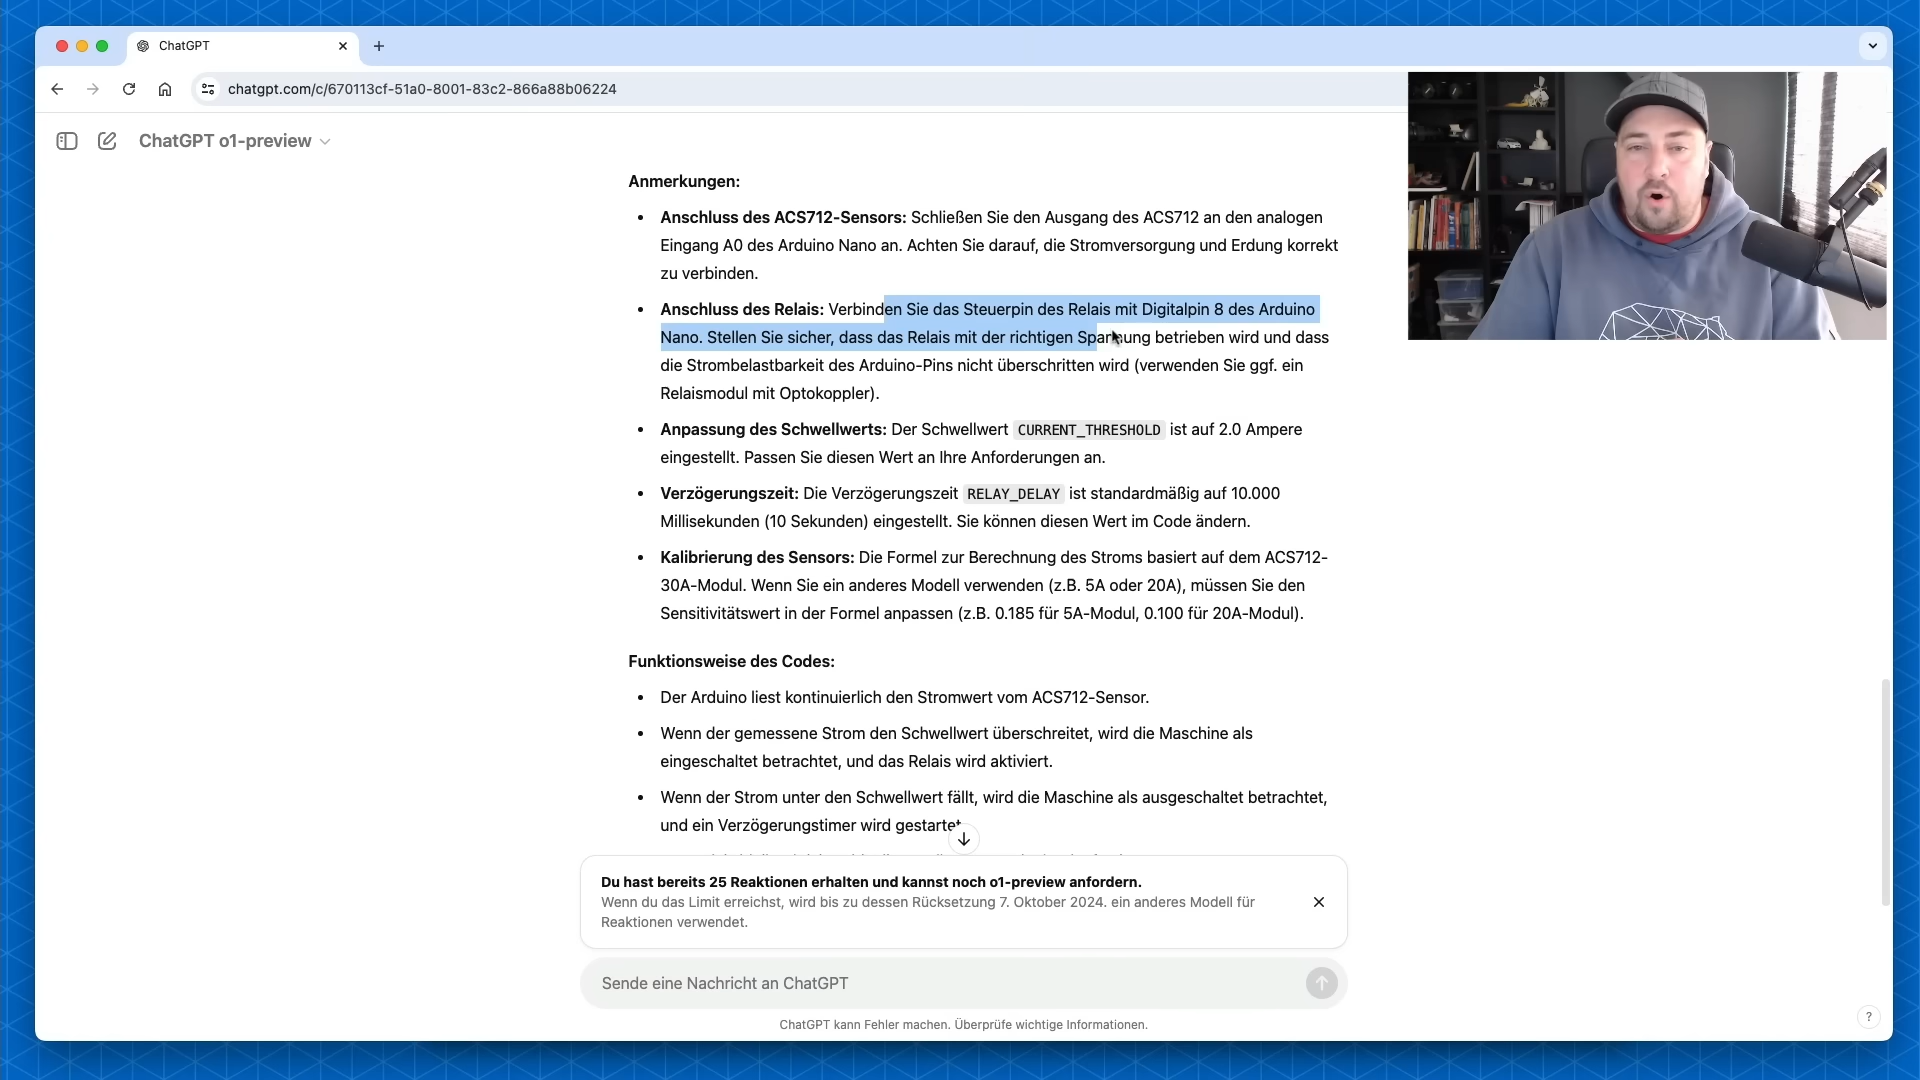 ChatGPT
chatgpt.com/c/670113cf-51a0-8001-83c2-866a88b06224
ChatGPT o1-preview
Anmerkungen:
• Anschluss des ACS712-Sensors: Schließen Sie den Ausgang des ACS712 an den analogen
Eingang A0 des Arduino Nano an. Achten Sie darauf, die Stromversorgung und Erdung korrekt
zu verbinden.
• Anschluss des Relais: Verbinden Sie das Steuerpin des Relais mit Digitalpin 8 des Arduino
Nano. Stellen Sie sicher, dass das Relais mit der richtigen Spannung betrieben wird und dass
die Strombelastbarkeit des Arduino-Pins nicht überschritten wird (verwenden Sie ggf. ein
Relaismodul mit Optokoppler).
• Anpassung des Schwellwerts: Der Schwellwert CURRENT_THRESHOLD ist auf 2.0 Ampere
eingestellt. Passen Sie diesen Wert an Ihre Anforderungen an.
• Verzögerungszeit: Die Verzögerungszeit RELAY_DELAY ist standardmäßig auf 10.000
Millisekunden (10 Sekunden) eingestellt. Sie können diesen Wert im Code ändern.
• Kalibrierung des Sensors: Die Formel zur Berechnung des Stroms basiert auf dem ACS712-
30A-Modul. Wenn Sie ein anderes Modell verwenden (z.B. 5A oder 20A), müssen Sie den
Sensitivitätswert in der Formel anpassen (z.B. 0.185 für 5A-Modul, 0.100 für 20A-Modul).
Funktionsweise des Codes:
• Der Arduino liest kontinuierlich den Stromwert vom ACS712-Sensor.
• Wenn der gemessene Strom den Schwellwert überschreitet, wird die Maschine als
eingeschaltet betrachtet, und das Relais wird aktiviert.
• Wenn der Strom unter den Schwellwert fällt, wird die Maschine als ausgeschaltet betrachtet,
und ein Verzögerungstimer wird gestartet.
Du hast bereits 25 Reaktionen erhalten und kannst noch o1-preview anfordern.
Wenn du das Limit erreichst, wird bis zu dessen Rücksetzung 7. Oktober 2024. ein anderes Modell für
Reaktionen verwendet.
Sende eine Nachricht an ChatGPT
ChatGPT kann Fehler machen. Überprüfe wichtige Informationen.
?